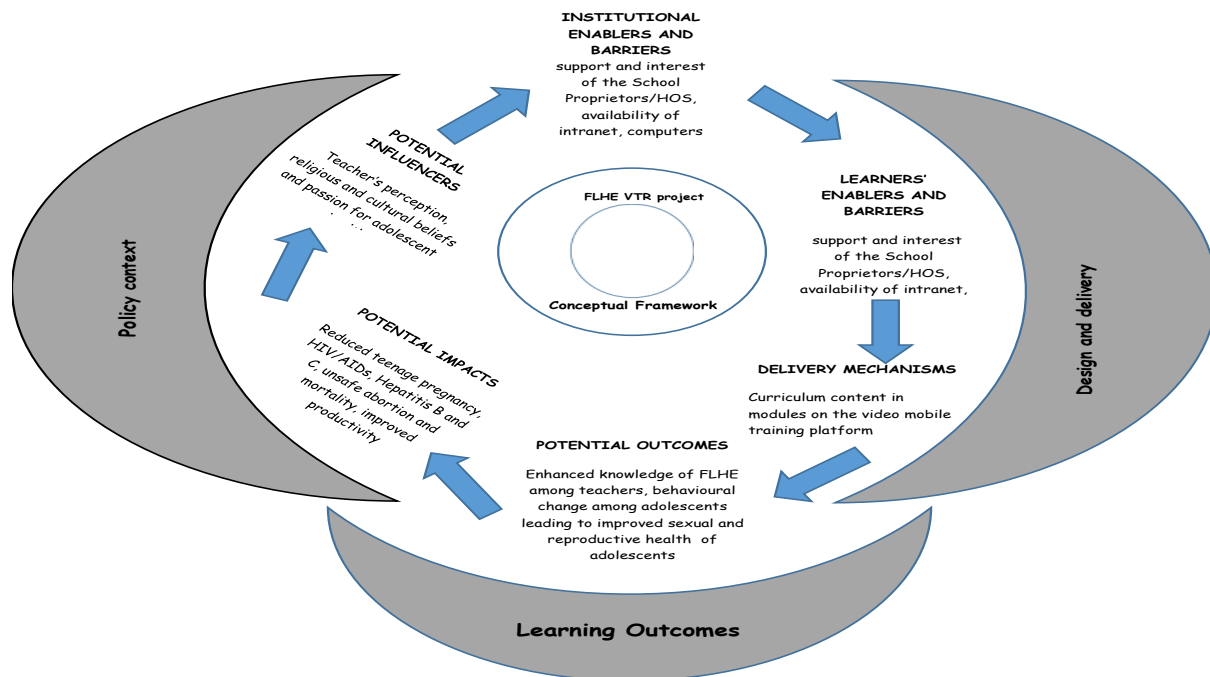 INSTITUTIONAL
ENABLERS AND
BARRIERS
support and interest
of the School
Proprietors/HOS,
availability of
intranet, computers
LEARNERS’
ENABLERS AND
BARRIERS
support and interest
of the School
Proprietors/HOS,
availability of intranet,
DELIVERY MECHANISMS
Curriculum content in
modules on the video mobile
training platform
POTENTIAL OUTCOMES
Enhanced knowledge of FLHE
among teachers, behavioural
change among adolescents
leading to improved sexual and
reproductive health of
adolescents
POTENTIAL IMPACTS
Reduced teenage pregnancy,
HIV/AIDs, Hepatitis B and
C, unsafe abortion and
mortality, improved
productivity
POTENTIAL
INFLUENCERS
Teacher's perception,
religious and cultural beliefs
and passion for adolescent
FLHE VTR project
Conceptual Framework
Policy context
Design and delivery
Learning Outcomes